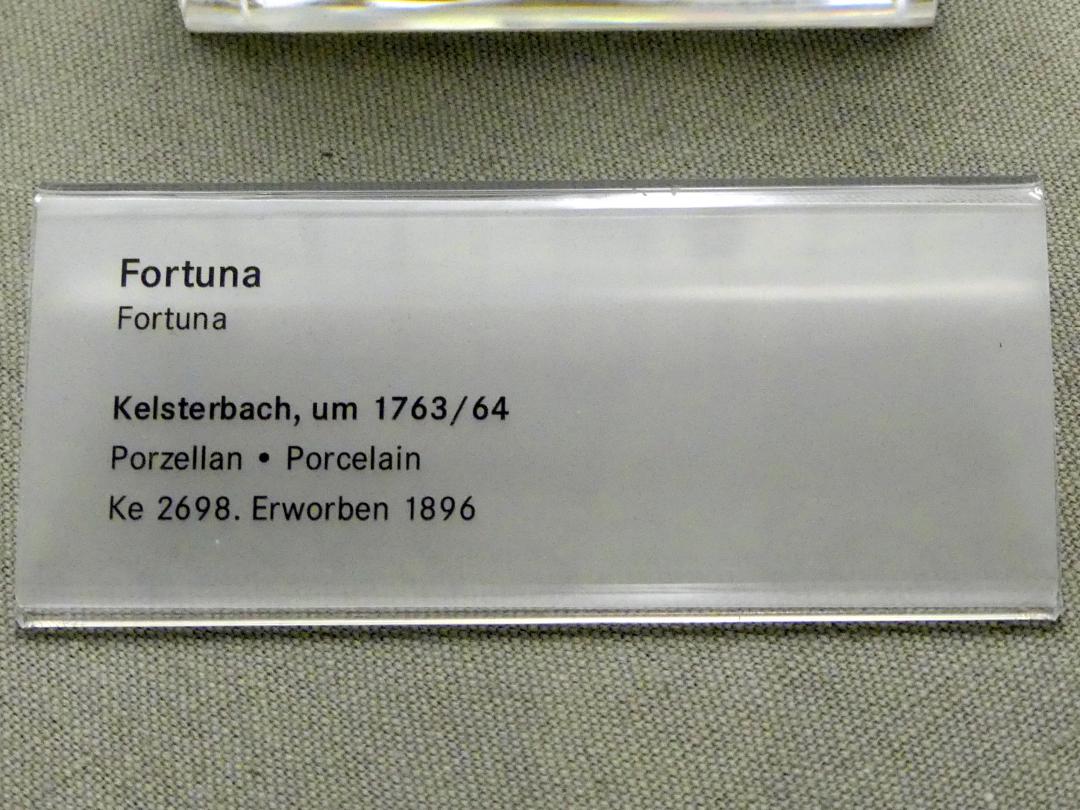 Fortuna
Fortuna
Kelsterbach, um 1763/64
Porzellan • Porcelain
Ke 2698. Erworben 1896